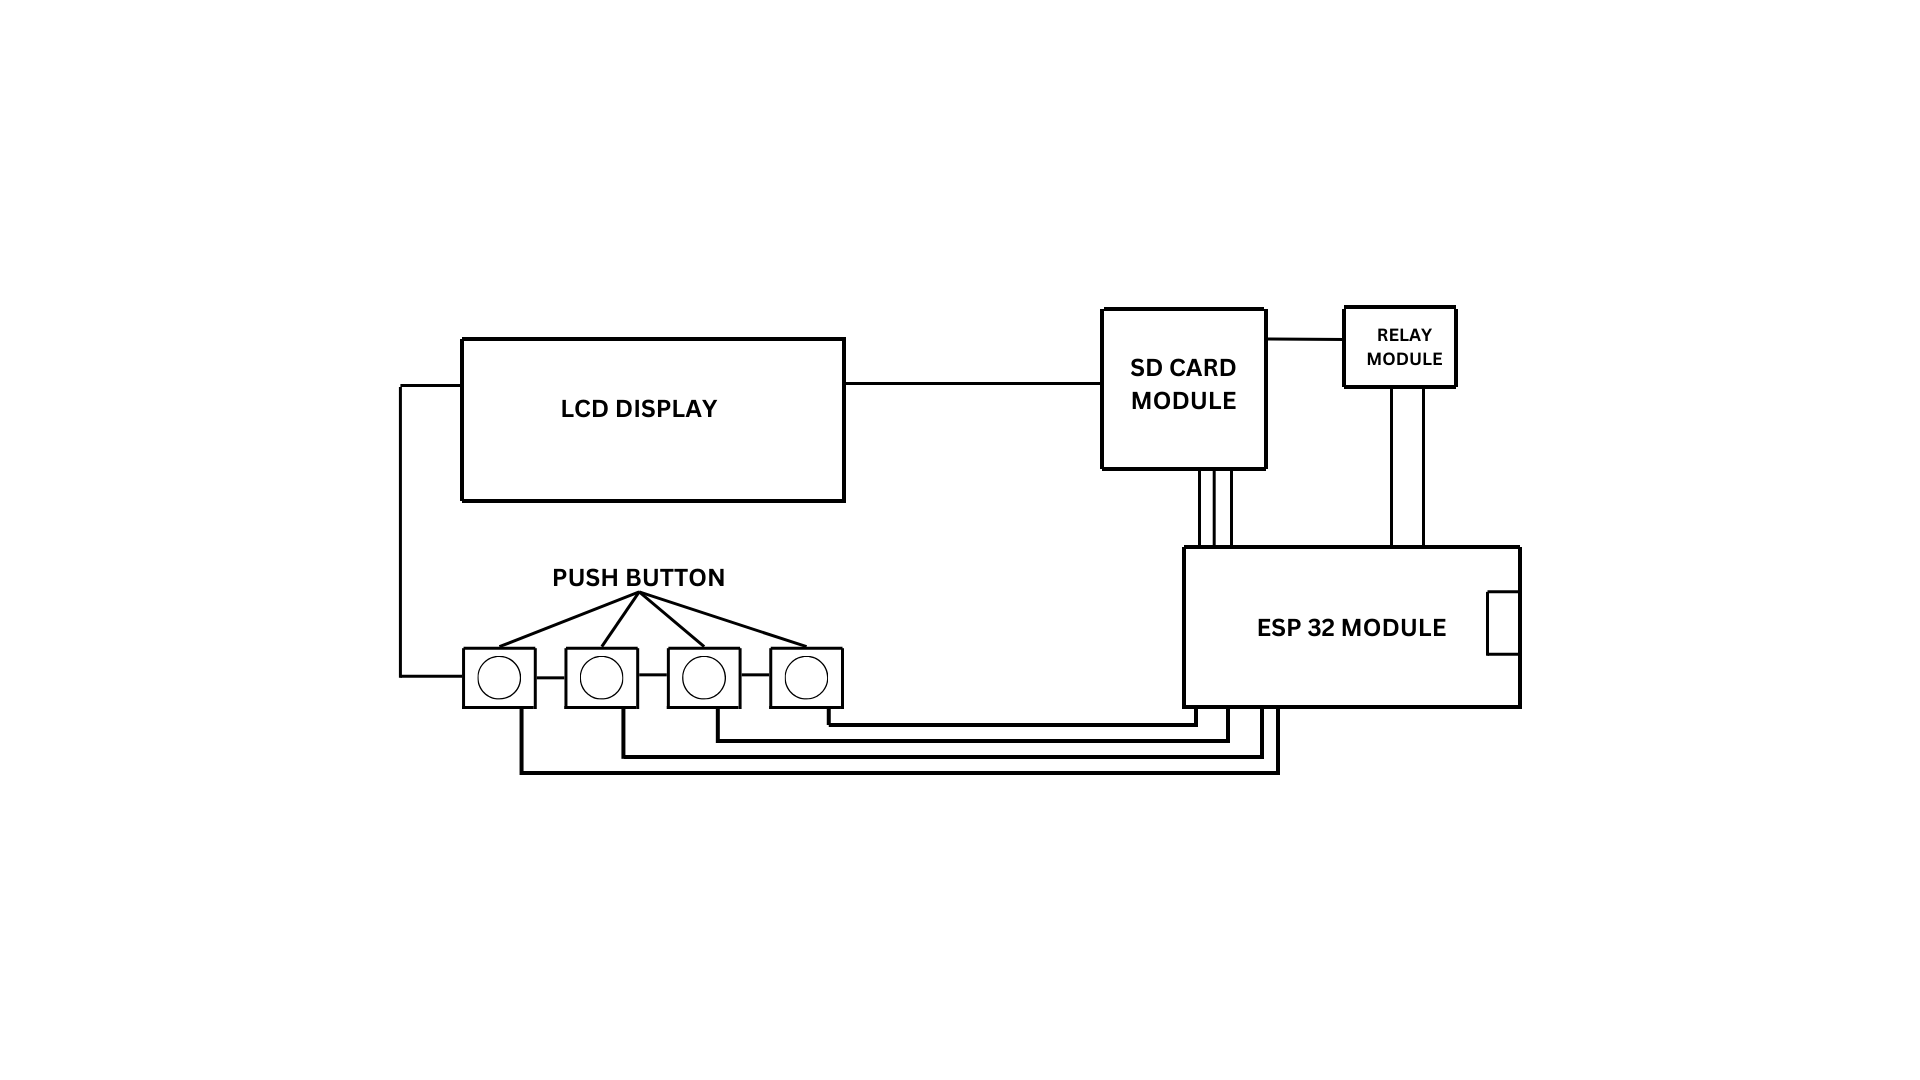 RELAY
MODULE
SD CARD
MODULE
LCD DISPLAY
PUSH BUTTON
ESP 32 MODULE